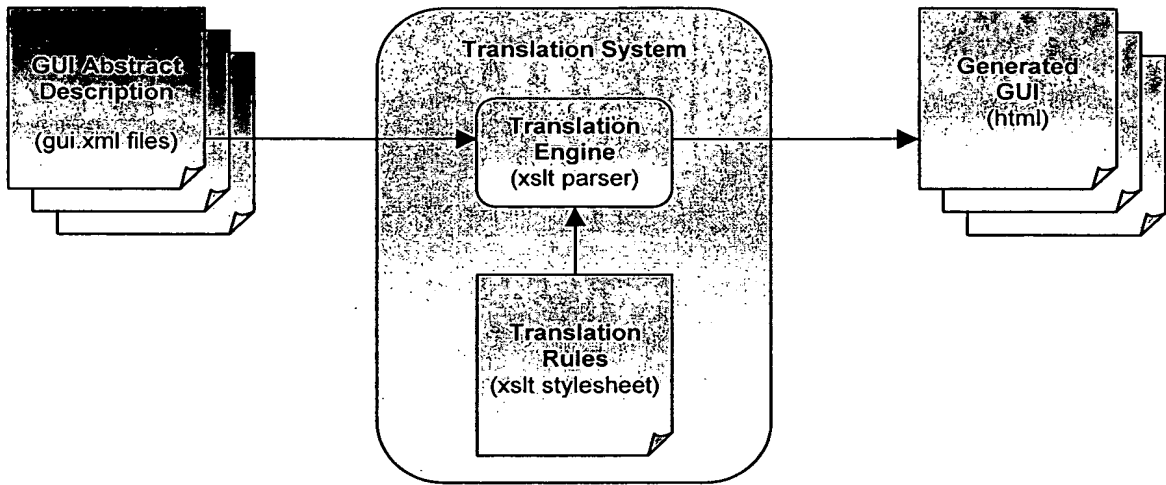 GUI Abstract
Description
(gui.xml files)
Translation System
Translation
Engine
(xslt parser)
Translation
Rules
(xslt stylesheet)
Generated
GUI
(html)